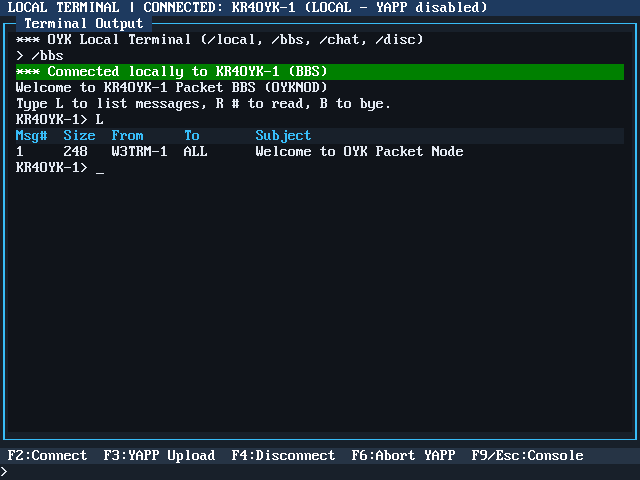 LOCAL TERMINAL | CONNECTED: KR4OYK-1 (LOCAL - YAPP disabled)
Terminal Output
*** OYK Local Terminal (/local, /bbs, /chat, /disc)
> /bbs
*** Connected locally to KR4OYK-1 (BBS)
Welcome to KR4OYK-1 Packet BBS (OYKNOD)
Type L to list messages, R # to read, B to bye.
KR4OYK-1> L
Msg#  Size  From    To       Subject
1     248   W3TRM-1 ALL      Welcome to OYK Packet Node
KR4OYK-1> _
F2:Connect  F3:YAPP Upload  F4:Disconnect  F6:Abort YAPP  F9/Esc:Console
>